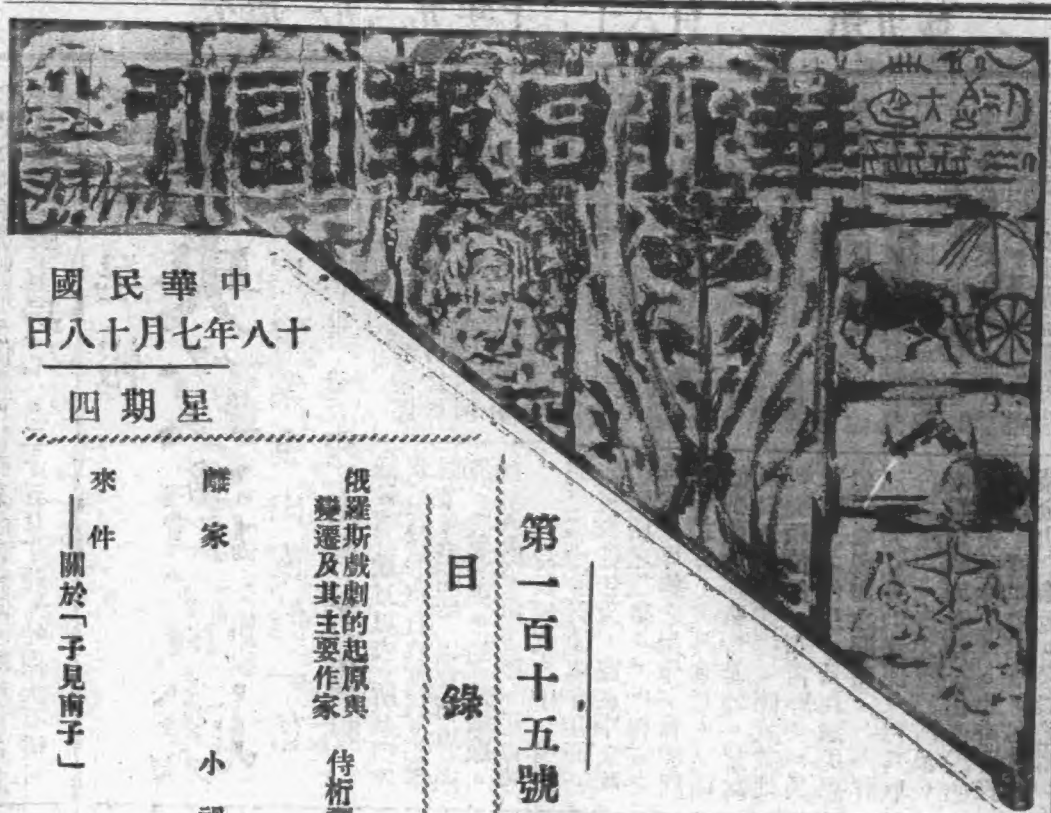 華北日報副刊
中華民國
十八年七月十八日
星期四
第一百十五號
目錄
俄羅斯戲劇的起原與
變遷及其主要作家 侍桁
離家 小
來件
——關於「子見南子」